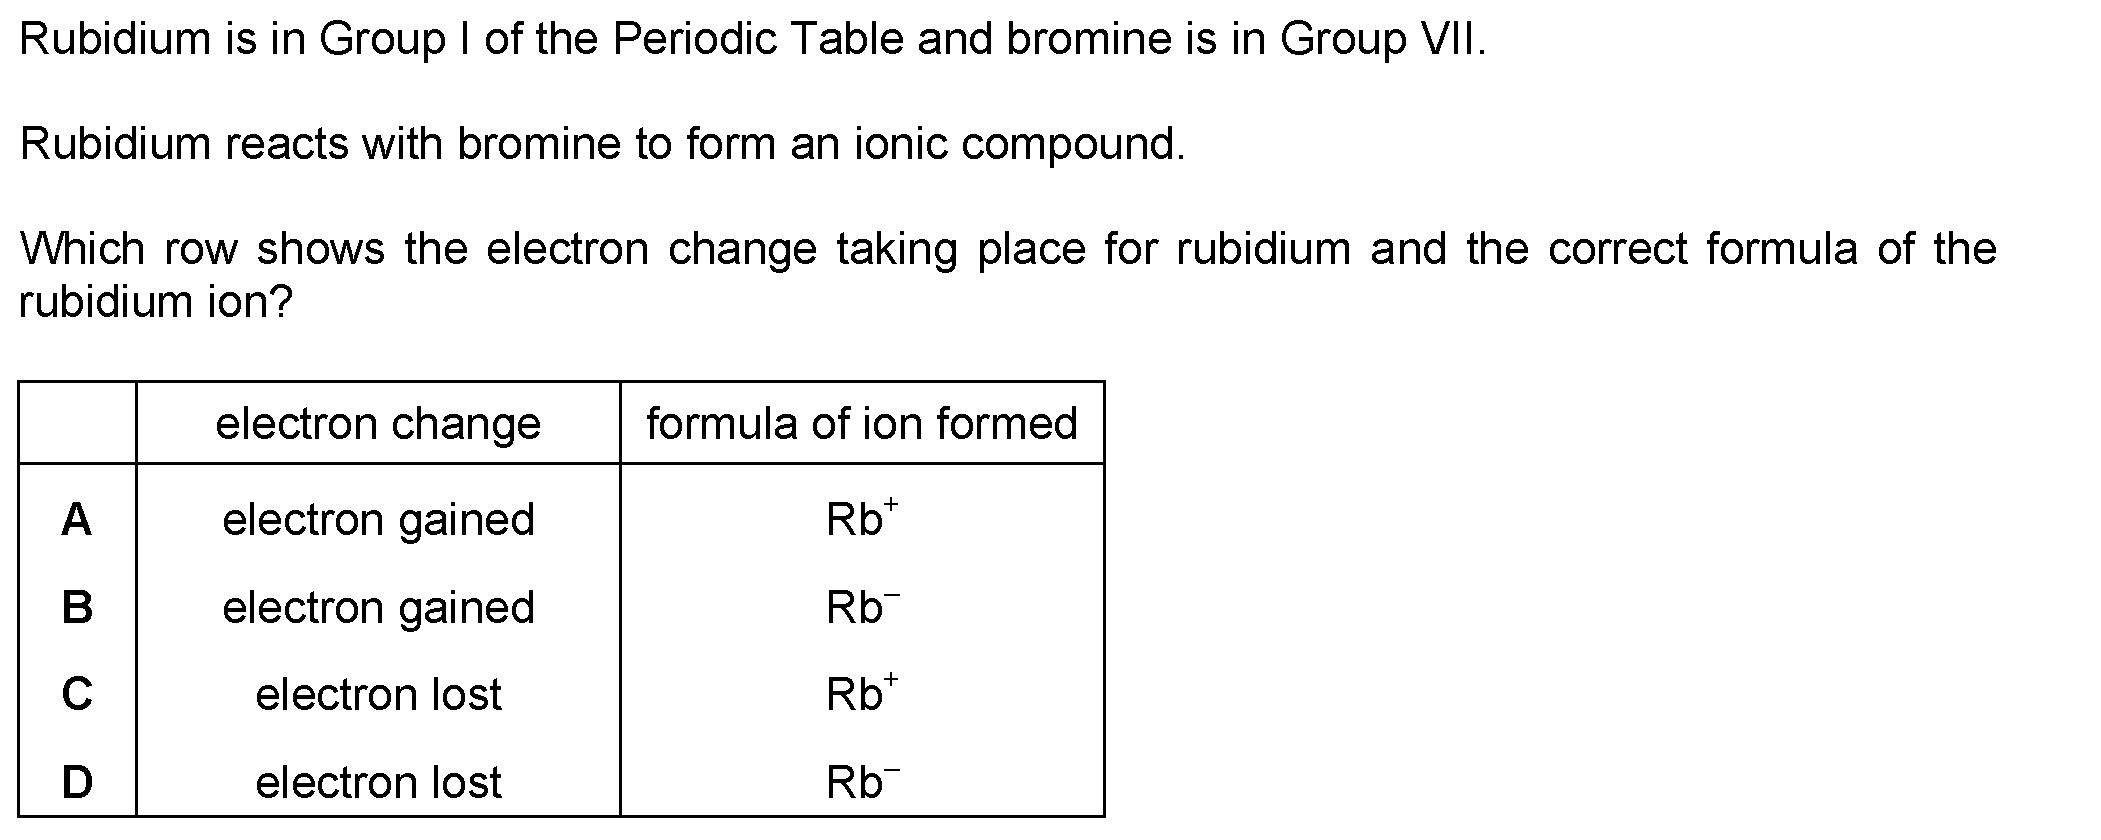 Rubidium is in Group I of the Periodic Table and bromine is in Group VII.
Rubidium reacts with bromine to form an ionic compound.
Which row shows the electron change taking place for rubidium and the correct formula of the
rubidium ion?
electron change formula of ion formed
A electron gained Rb⁺
B electron gained Rb⁻
C electron lost Rb⁺
D electron lost Rb⁻